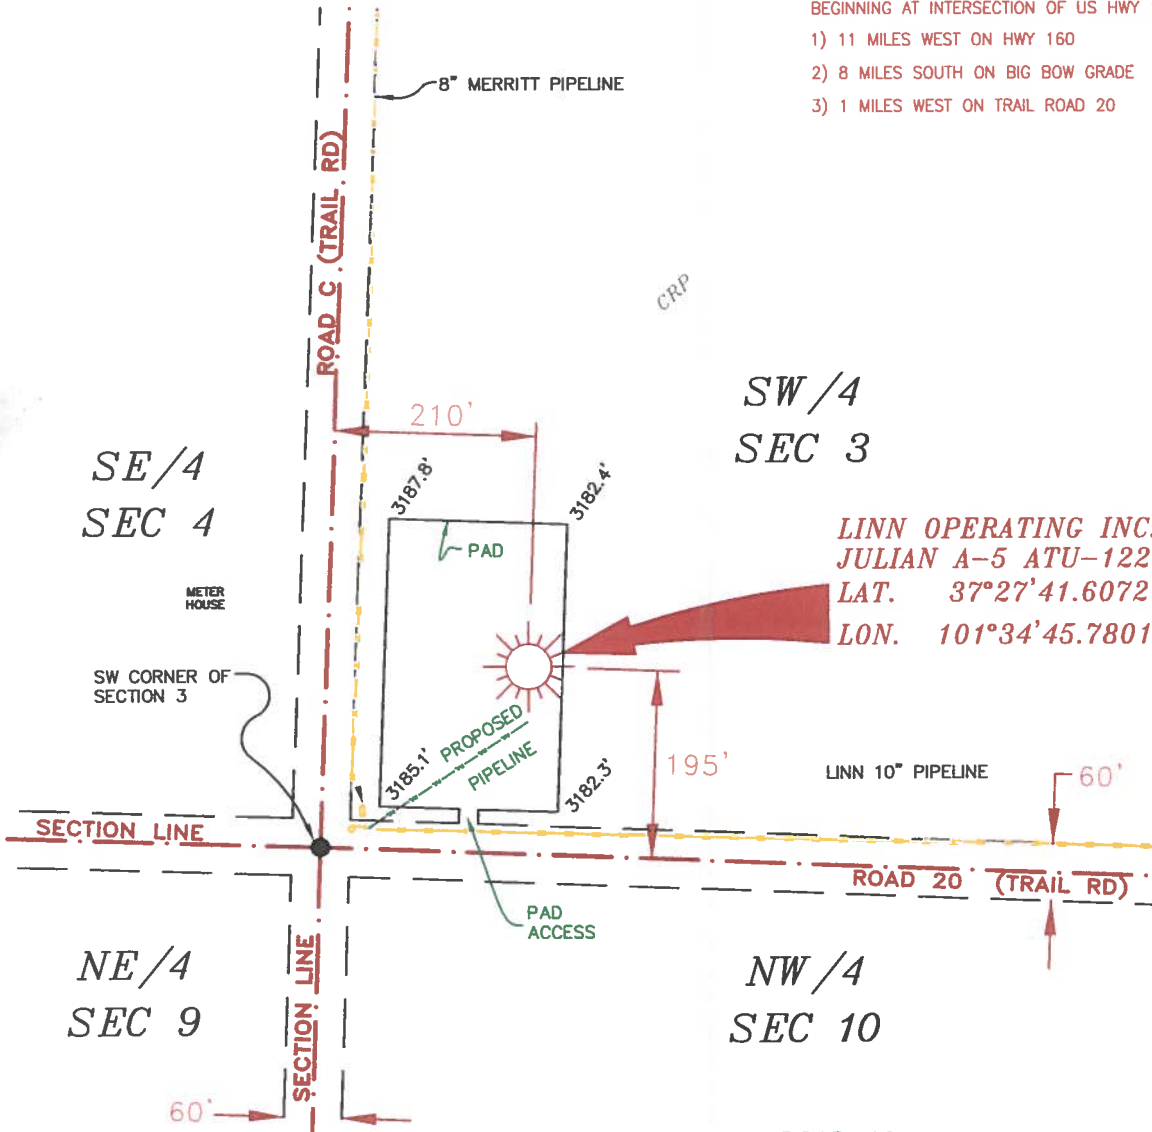 BEGINNING AT INTERSECTION OF US HWY
1) 11 MILES WEST ON HWY 160
2) 8 MILES SOUTH ON BIG BOW GRADE
3) 1 MILES WEST ON TRAIL ROAD 20
8" MERRITT PIPELINE
ROAD C (TRAIL RD)
CRP
SW/4
SEC 3
210'
SE/4
SEC 4
3187.8'
3182.4'
PAD
LINN OPERATING INC.
JULIAN A-5 ATU-122
LAT. 37°27'41.6072
LON. 101°34'45.7801
METER
HOUSE
SW CORNER OF
SECTION 3
PROPOSED
PIPELINE
3185.1'
3182.3'
195'
LINN 10" PIPELINE
60'
SECTION LINE
ROAD 20 (TRAIL RD)
PAD
ACCESS
NE/4
SEC 9
NW/4
SEC 10
SECTION LINE
60'